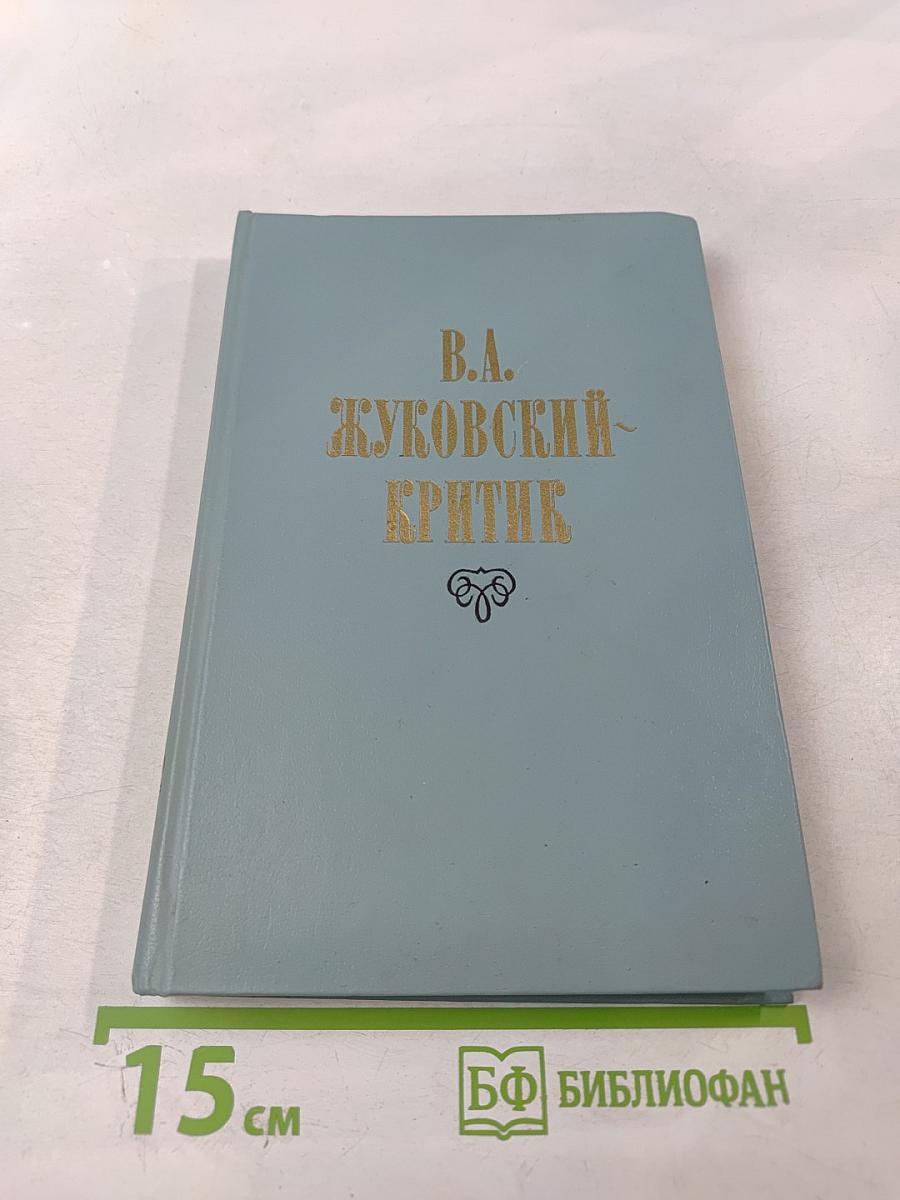 В.А.
ЖУКОВСКИЙ~
КРИТИК
15 см
БФ БИБЛИОФАН